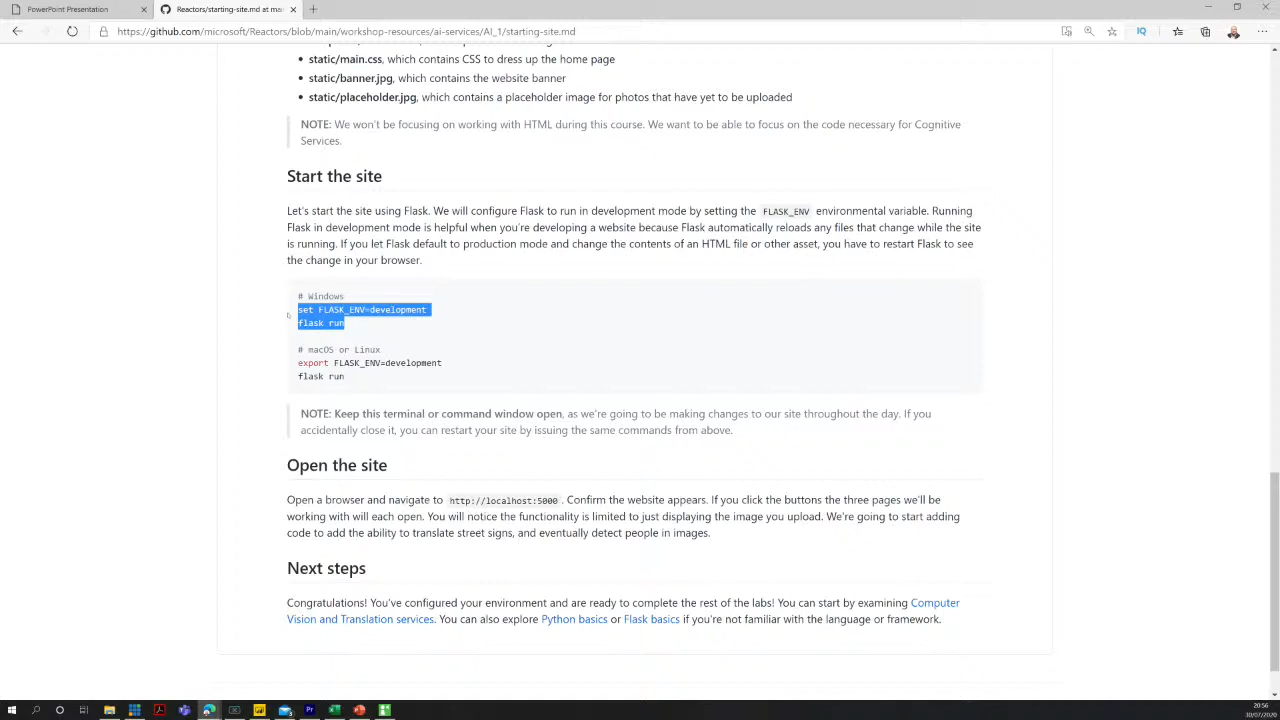 PowerPoint Presentation
Reactors/starting-site.md at mai
https://github.com/microsoft/Reactors/blob/main/workshop-resources/ai-services/AI_1/starting-site.md
IQ
static/main.css, which contains CSS to dress up the home page
static/banner.jpg, which contains the website banner
static/placeholder.jpg, which contains a placeholder image for photos that have yet to be uploaded
NOTE: We won't be focusing on working with HTML during this course. We want to be able to focus on the code necessary for Cognitive
Services.
Start the site
Let's start the site using Flask. We will configure Flask to run in development mode by setting the FLASK_ENV environmental variable. Running
Flask in development mode is helpful when you're developing a website because Flask automatically reloads any files that change while the site
is running. If you let Flask default to production mode and change the contents of an HTML file or other asset, you have to restart Flask to see
the change in your browser.
# Windows
set FLASK_ENV=development
flask run
# macOS or Linux
export FLASK_ENV=development
flask run
NOTE: Keep this terminal or command window open, as we're going to be making changes to our site throughout the day. If you
accidentally close it, you can restart your site by issuing the same commands from above.
Open the site
Open a browser and navigate to http://localhost:5000. Confirm the website appears. If you click the buttons the three pages we'll be
working with will each open. You will notice the functionality is limited to just displaying the image you upload. We're going to start adding
code to add the ability to translate street signs, and eventually detect people in images.
Next steps
Congratulations! You've configured your environment and are ready to complete the rest of the labs! You can start by examining Computer
Vision and Translation services. You can also explore Python basics or Flask basics if you're not familiar with the language or framework.
20:56
30/07/2020